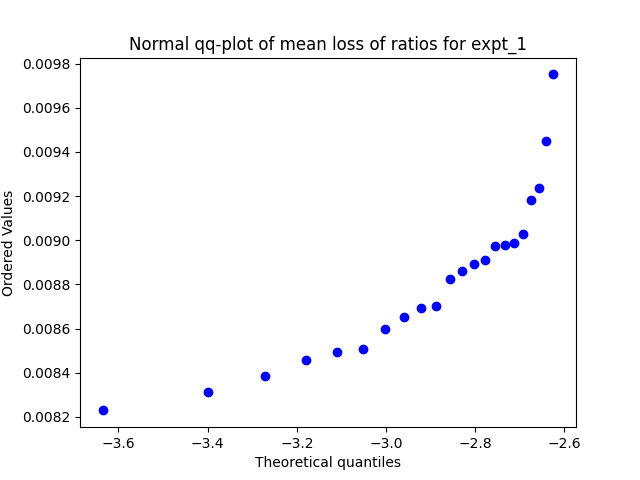 Normal qq-plot of mean loss of ratios for expt_1
Ordered Values
0.0098
0.0096
0.0094
0.0092
0.0090
0.0088
0.0086
0.0084
0.0082
−3.6 −3.4 −3.2 −3.0 −2.8 −2.6
Theoretical quantiles